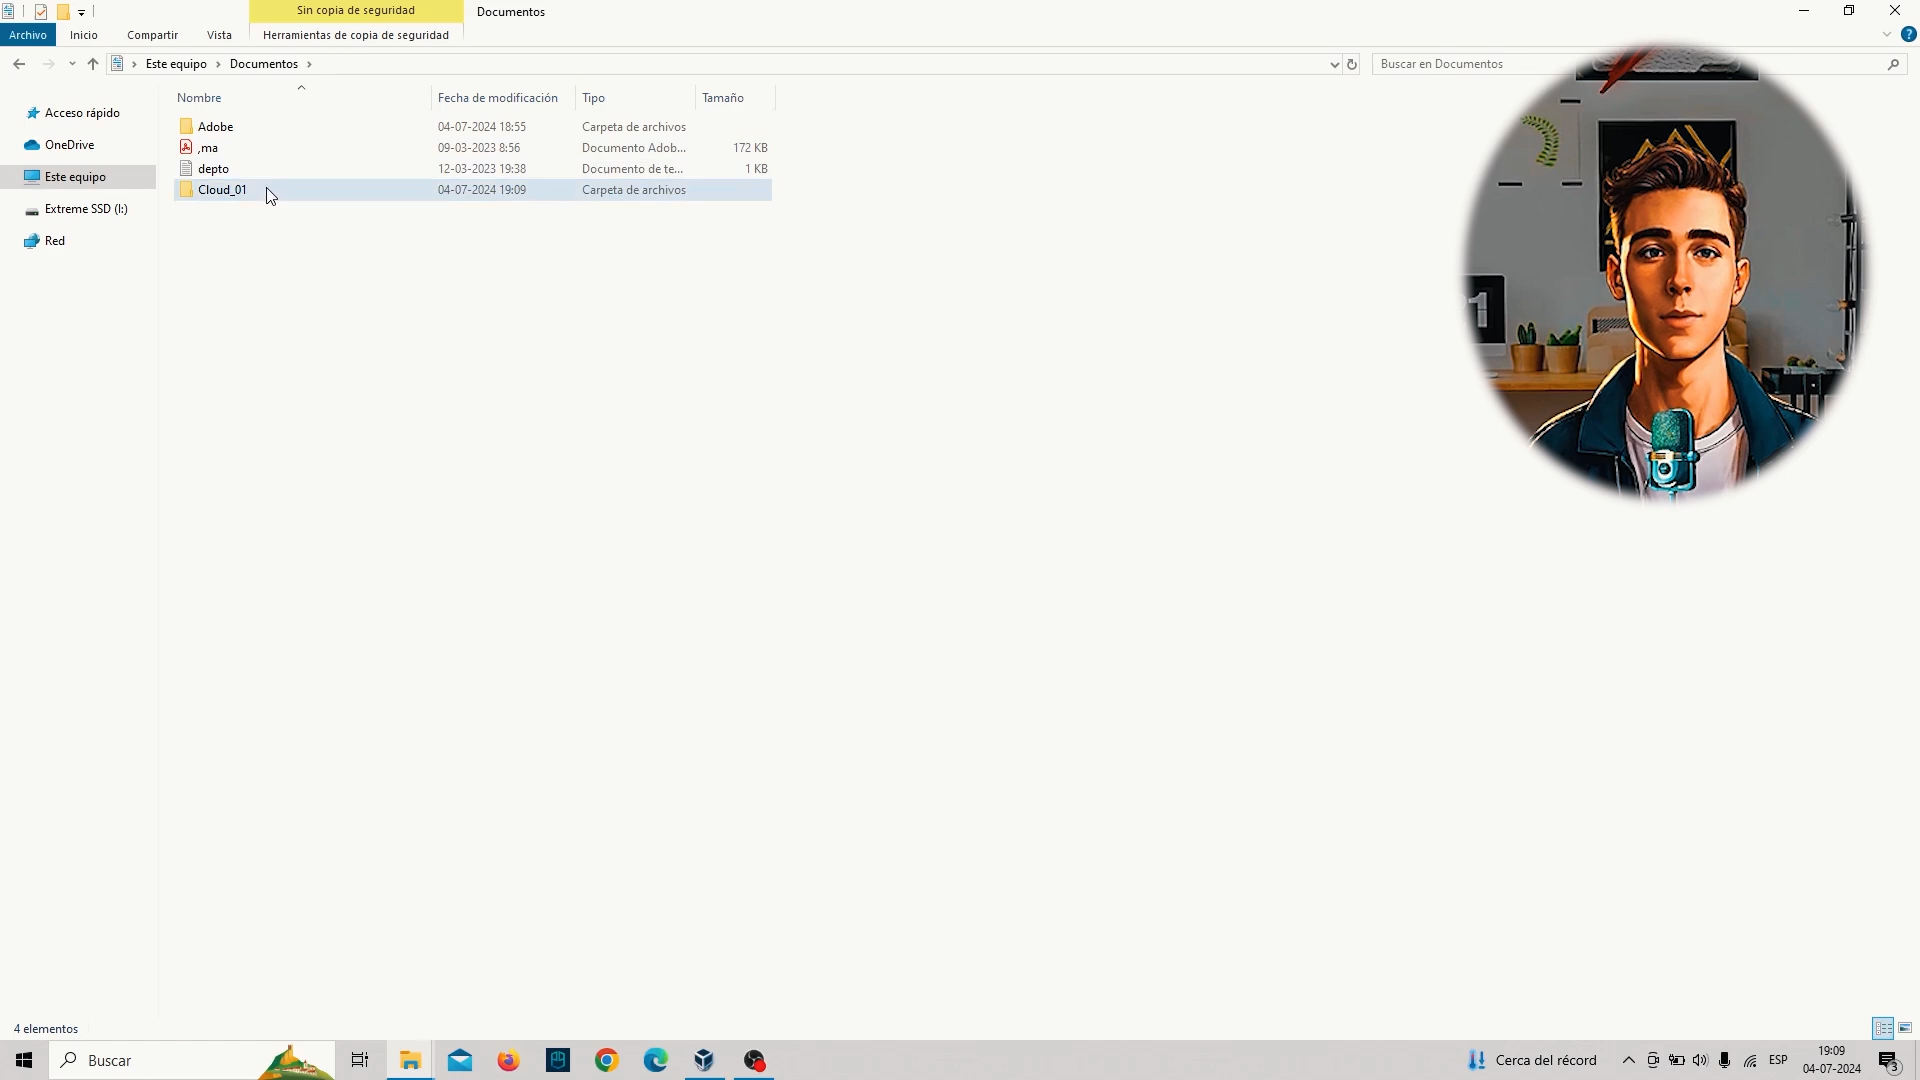 Sin copia de seguridad
Documentos
Archivo
Inicio
Compartir
Vista
Herramientas de copia de seguridad
Este equipo
Documentos
Buscar en Documentos
Acceso rápido
OneDrive
Este equipo
Extreme SSD (I:)
Red
Nombre
Fecha de modificación
Tipo
Tamaño
Adobe
04-07-2024 18:55
Carpeta de archivos
,ma
09-03-2023 8:56
Documento Adob...
172 KB
depto
12-03-2023 19:38
Documento de te...
1 KB
Cloud_01
04-07-2024 19:09
Carpeta de archivos
4 elementos
Buscar
Cerca del récord
ESP
19:09
04-07-2024
3